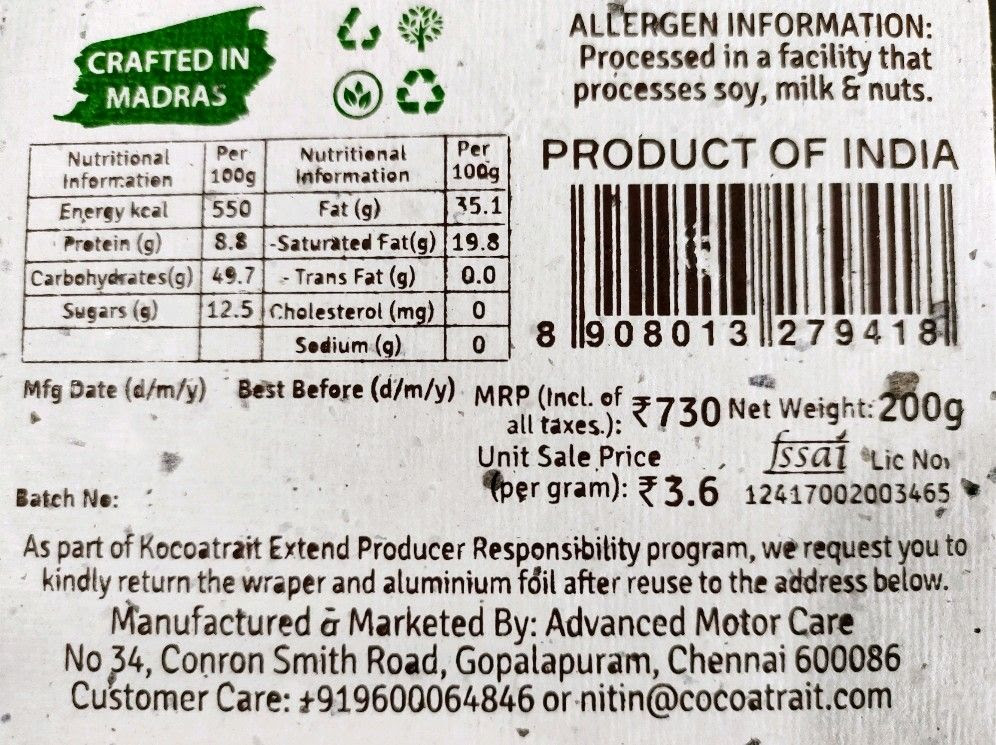 CRAFTED IN
MADRAS
ALLERGEN INFORMATION:
Processed in a facility that
processes soy, milk & nuts.
PRODUCT OF INDIA
Nutritional Information Per 100g Nutritional Information Per 100g
Energy kcal 550 Fat (g) 35.1
Protein (g) 8.8 -Saturated Fat(g) 19.8
Carbohydrates(g) 49.7 - Trans Fat (g) 0.0
Sugars (g) 12.5 Cholesterol (mg) 0
Sodium (g) 0
8 908013 279418
Mfg Date (d/m/y) Best Before (d/m/y)
MRP (Incl. of all taxes.): ₹730 Net Weight: 200g
Unit Sale Price (per gram): ₹3.6
fssai Lic No.
12417002003465
Batch No:
As part of Kocoatrait Extend Producer Responsibility program, we request you to
kindly return the wraper and aluminium foil after reuse to the address below.
Manufactured & Marketed By: Advanced Motor Care
No 34, Conron Smith Road, Gopalapuram, Chennai 600086
Customer Care: +919600064846 or nitin@cocoatrait.com